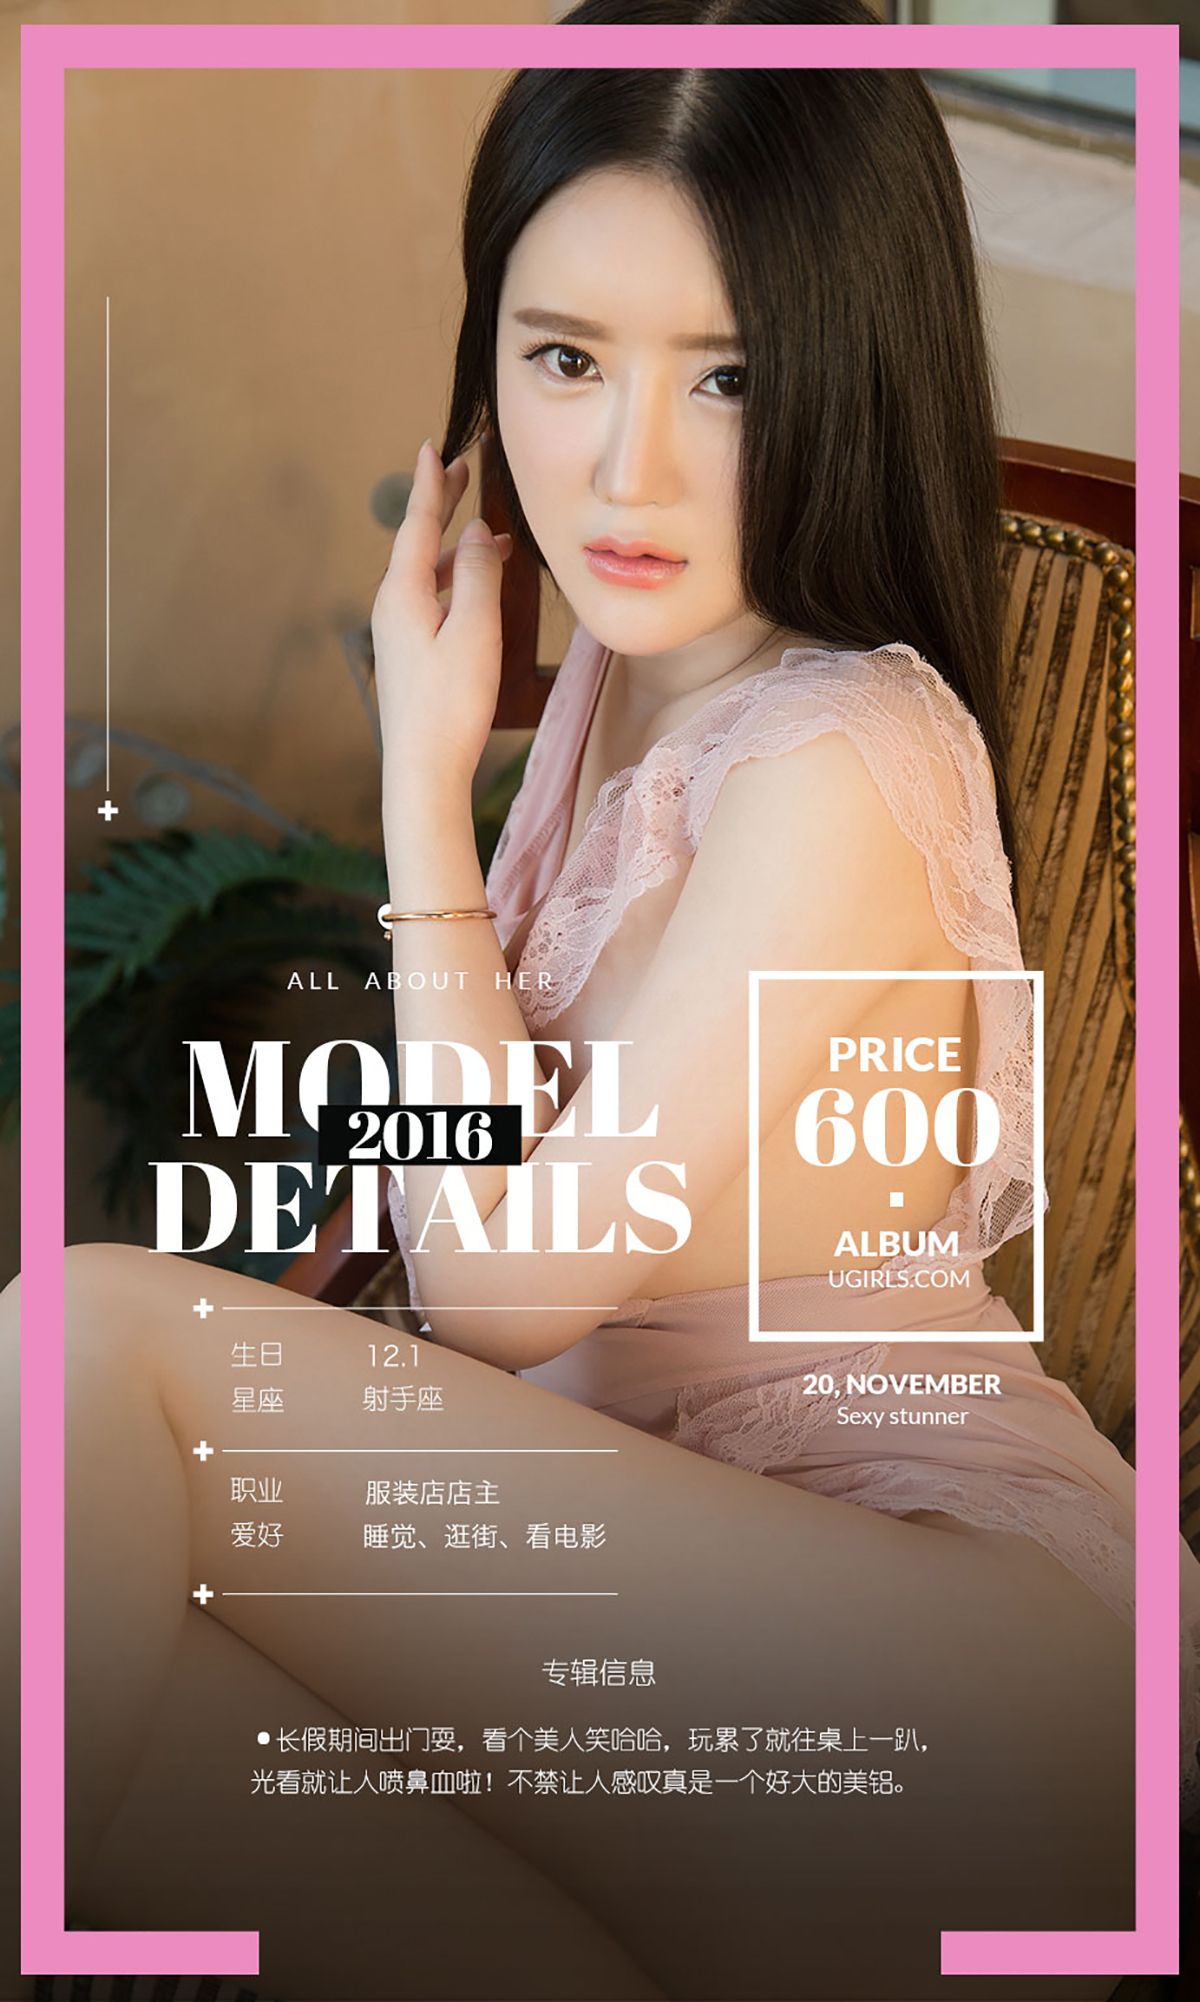 ALL ABOUT HER
MODEL
2016
DETAILS
PRICE
600
ALBUM
UGIRLS.COM
20, NOVEMBER
Sexy stunner
生日 12.1
星座 射手座
职业 服装店店主
爱好 睡觉、逛街、看电影
专辑信息
•长假期间出门耍，看个美人笑哈哈，玩累了就往桌上一趴，
光看就让人喷鼻血啦！不禁让人感叹真是一个好大的美铝。